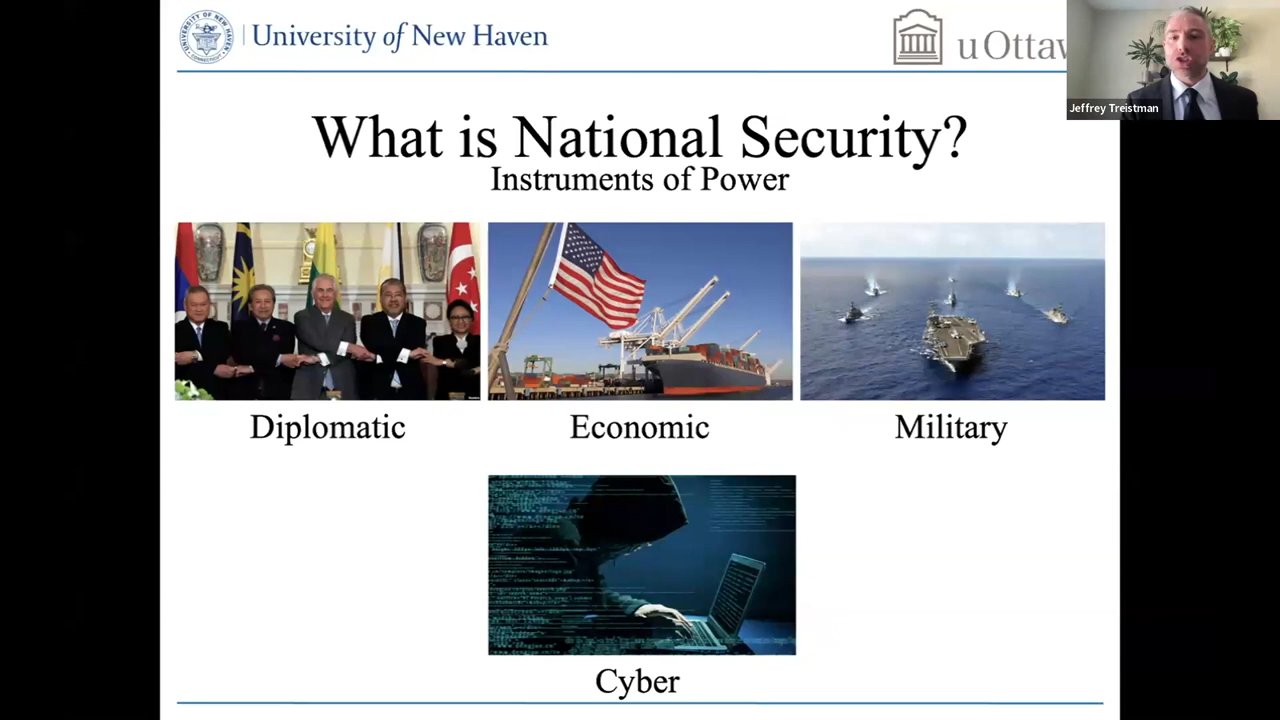 University of New Haven
uOttaw
Jeffrey Treistman
What is National Security?
Instruments of Power
Diplomatic
Economic
Military
Cyber